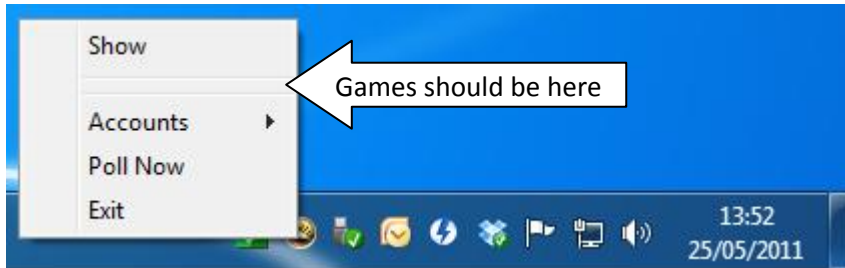 Show
Games should be here
Accounts
Poll Now
Exit
13:52
25/05/2011